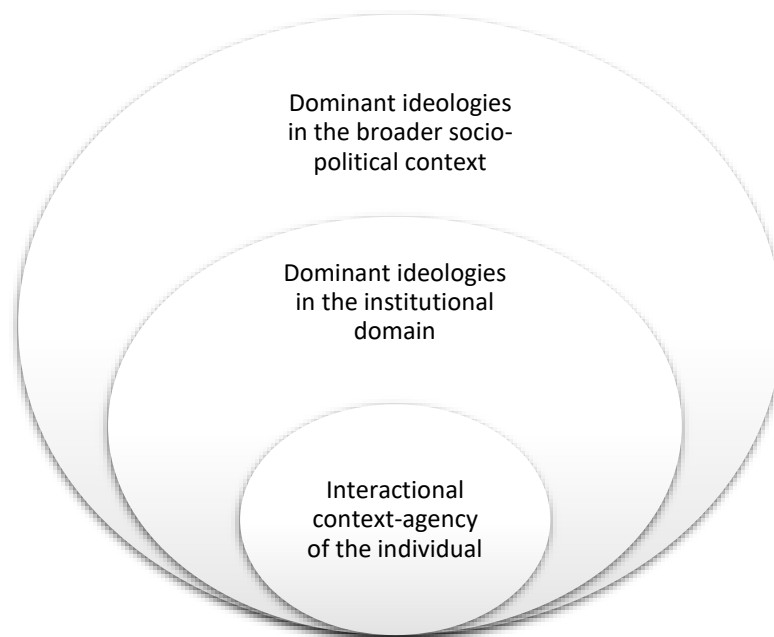 Dominant ideologies
in the broader socio-
political context
Dominant ideologies
in the institutional
domain
Interactional
context-agency
of the individual